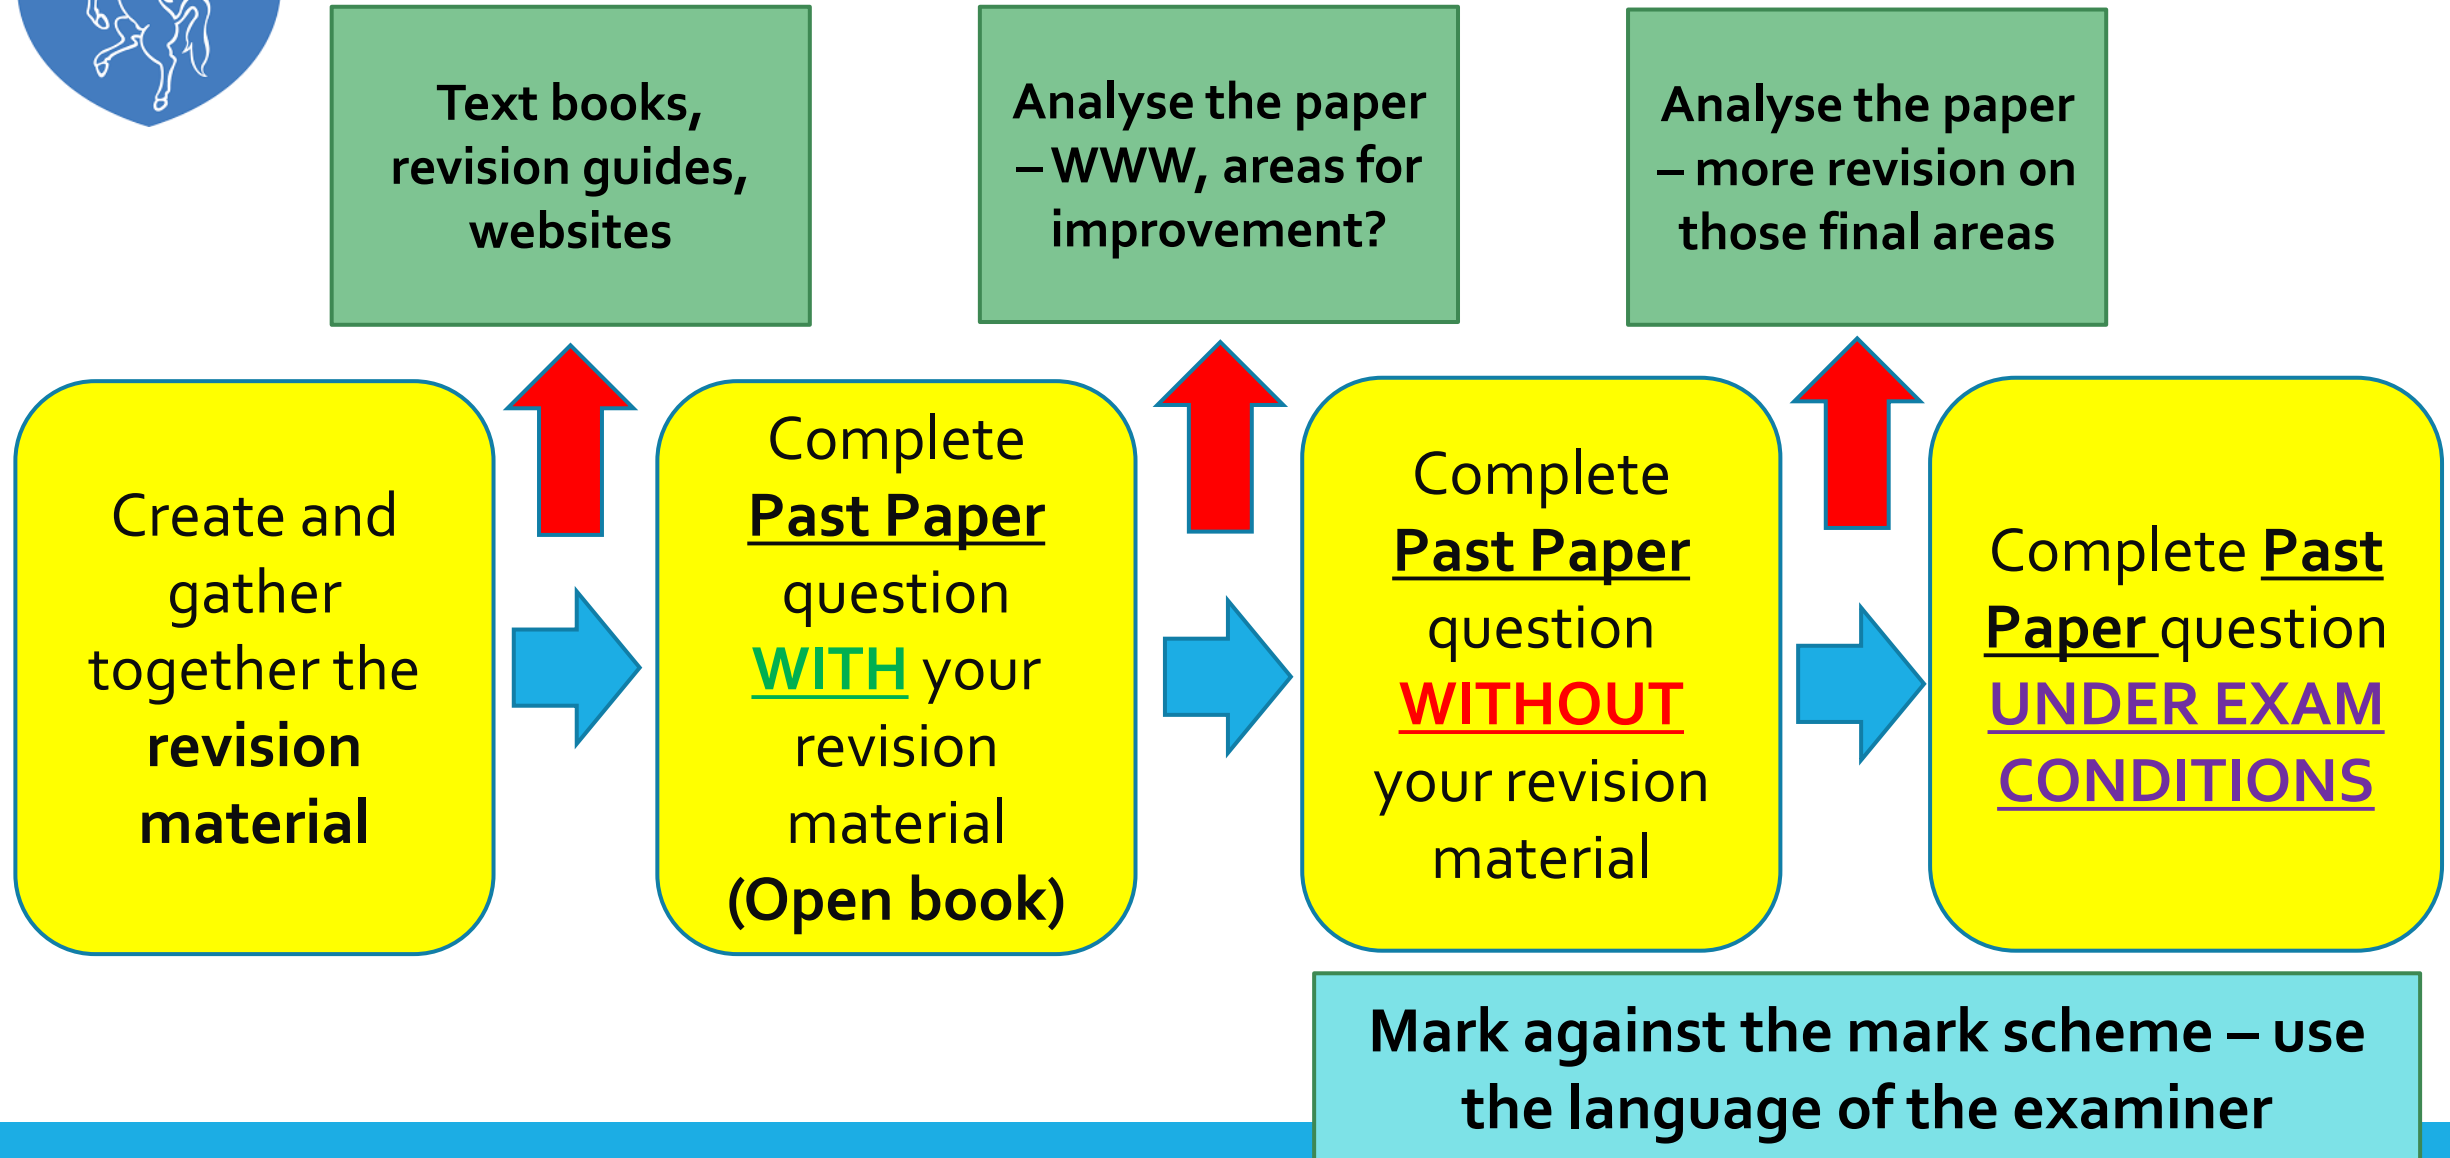 Text books,
revision guides,
websites
Analyse the paper
– WWW, areas for
improvement?
Analyse the paper
– more revision on
those final areas
Create and
gather
together the
revision
material
Complete
Past Paper
question
WITH your
revision
material
(Open book)
Complete
Past Paper
question
WITHOUT
your revision
material
Complete Past
Paper question
UNDER EXAM
CONDITIONS
Mark against the mark scheme – use
the language of the examiner